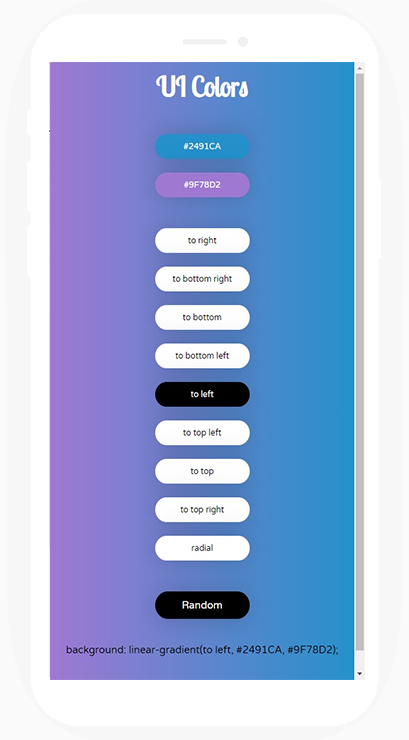 UI Colors
#2491CA
#9F78D2
to right
to bottom right
to bottom
to bottom left
to left
to top left
to top
to top right
radial
Random
background: linear-gradient(to left, #2491CA, #9F78D2);